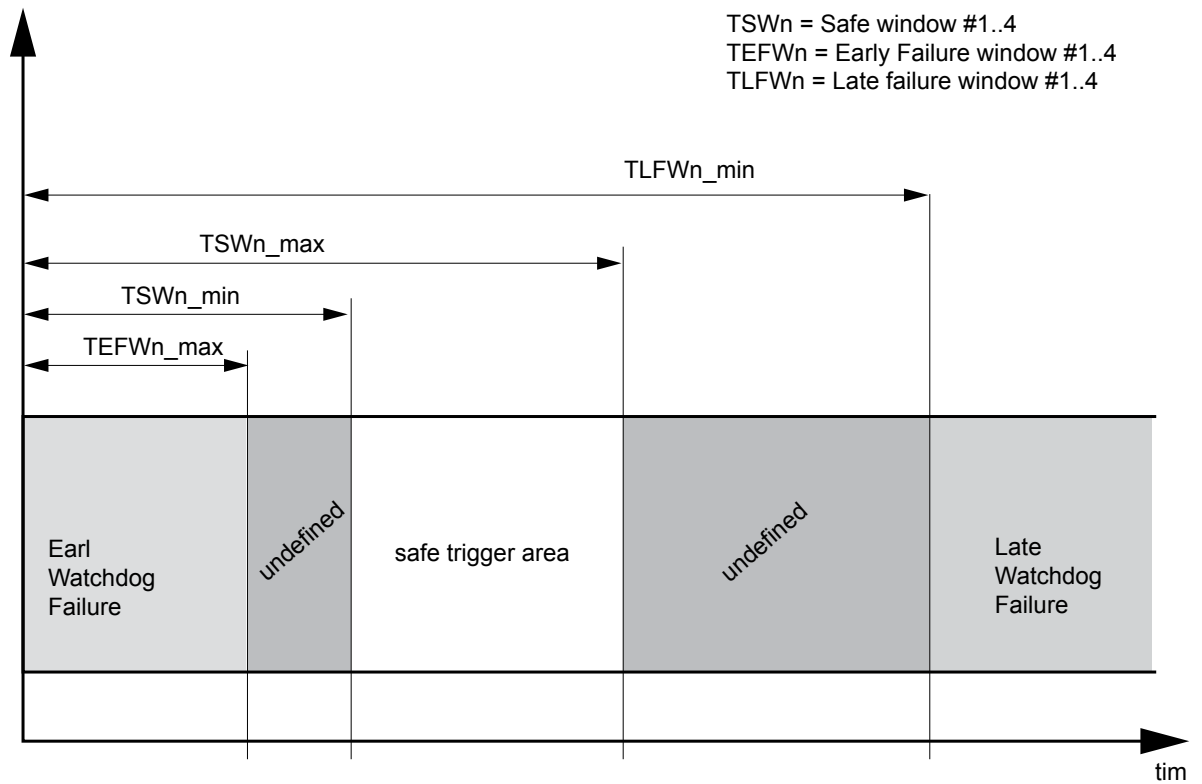 TSWn = Safe window #1..4
TEFWn = Early Failure window #1..4
TLFWn = Late failure window #1..4
TLFWn_min
TSWn_max
TSWn_min
TEFWn_max
Earl
Watchdog
Failure
undefined
safe trigger area
undefined
Late
Watchdog
Failure
tim